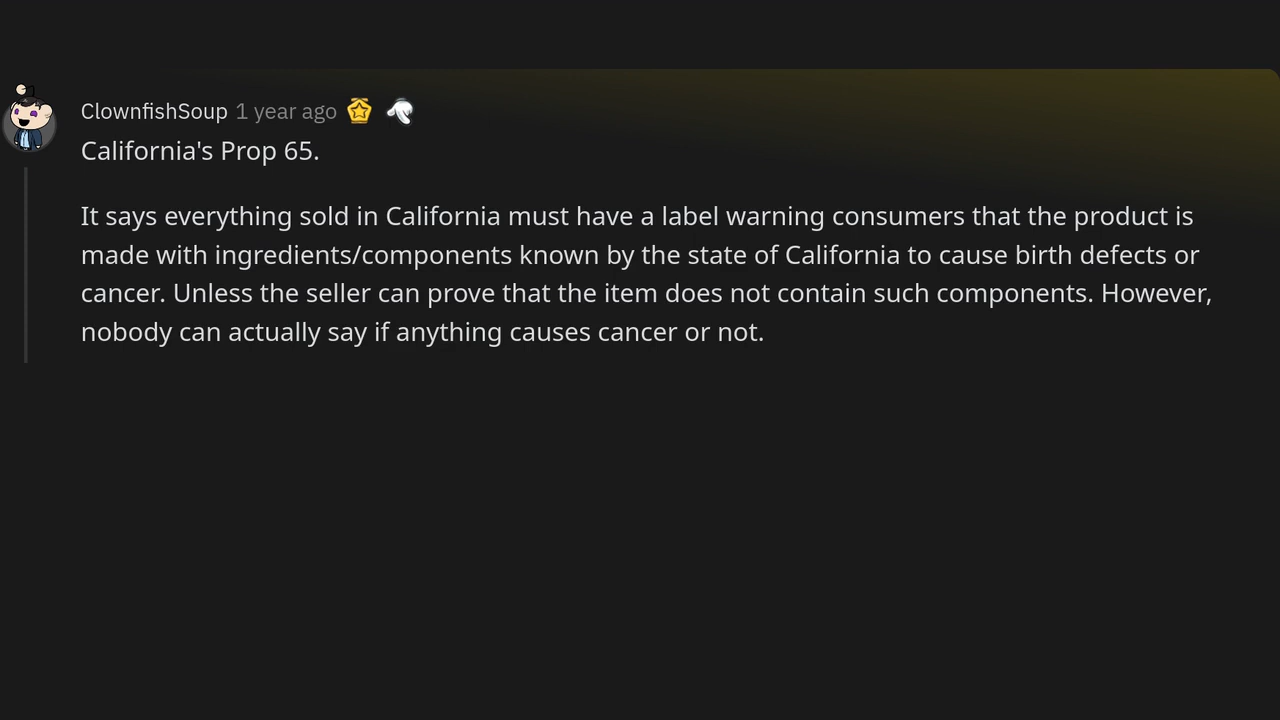 ClownfishSoup 1 year ago
California's Prop 65.
It says everything sold in California must have a label warning consumers that the product is
made with ingredients/components known by the state of California to cause birth defects or
cancer. Unless the seller can prove that the item does not contain such components. However,
nobody can actually say if anything causes cancer or not.